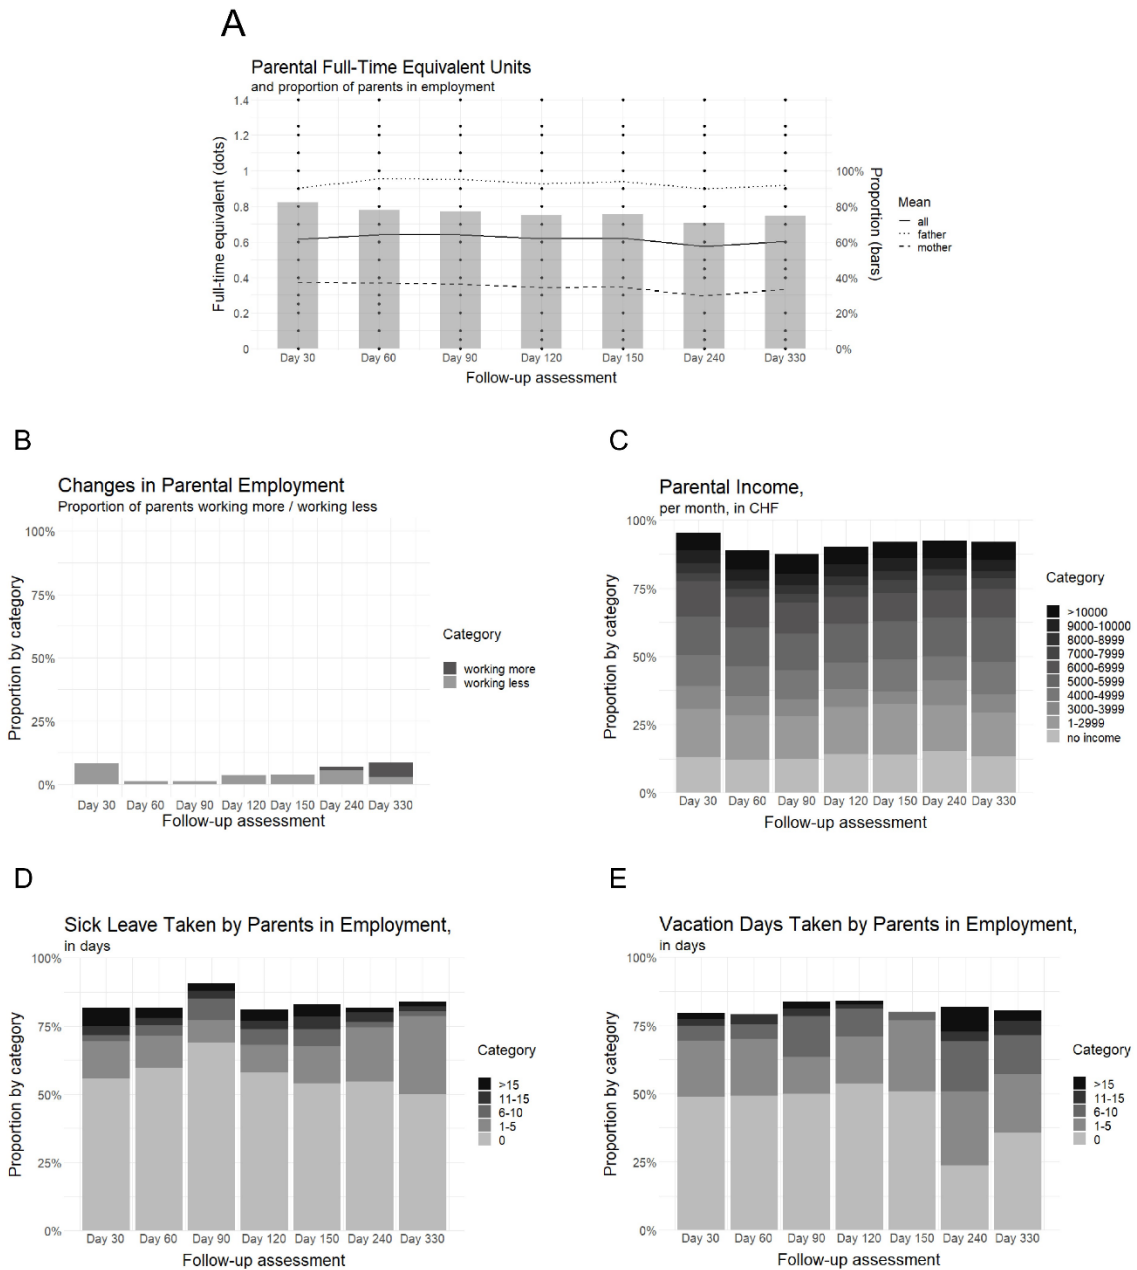 A
Parental Full-Time Equivalent Units
and proportion of parents in employment
Full-time equivalent (dots)
1.4
1.2
1
0.8
0.6
0.4
0.2
0
Day 30 Day 60 Day 90 Day 120 Day 150 Day 240 Day 330
Follow-up assessment
100%
80%
60%
40%
20%
0%
Proportion (bars)
Mean
all
father
mother
B
Changes in Parental Employment
Proportion of parents working more / working less
Proportion by category
100%
75%
50%
25%
0%
Day 30 Day 60 Day 90 Day 120 Day 150 Day 240 Day 330
Follow-up assessment
Category
working more
working less
C
Parental Income,
per month, in CHF
Proportion by category
100%
75%
50%
25%
0%
Day 30 Day 60 Day 90 Day 120 Day 150 Day 240 Day 330
Follow-up assessment
Category
>10000
9000-10000
8000-8999
7000-7999
6000-6999
5000-5999
4000-4999
3000-3999
1-2999
no income
D
Sick Leave Taken by Parents in Employment,
in days
Proportion by category
100%
75%
50%
25%
0%
Day 30 Day 60 Day 90 Day 120 Day 150 Day 240 Day 330
Follow-up assessment
Category
>15
11-15
6-10
1-5
0
E
Vacation Days Taken by Parents in Employment,
in days
Proportion by category
100%
75%
50%
25%
0%
Day 30 Day 60 Day 90 Day 120 Day 150 Day 240 Day 330
Follow-up assessment
Category
>15
11-15
6-10
1-5
0